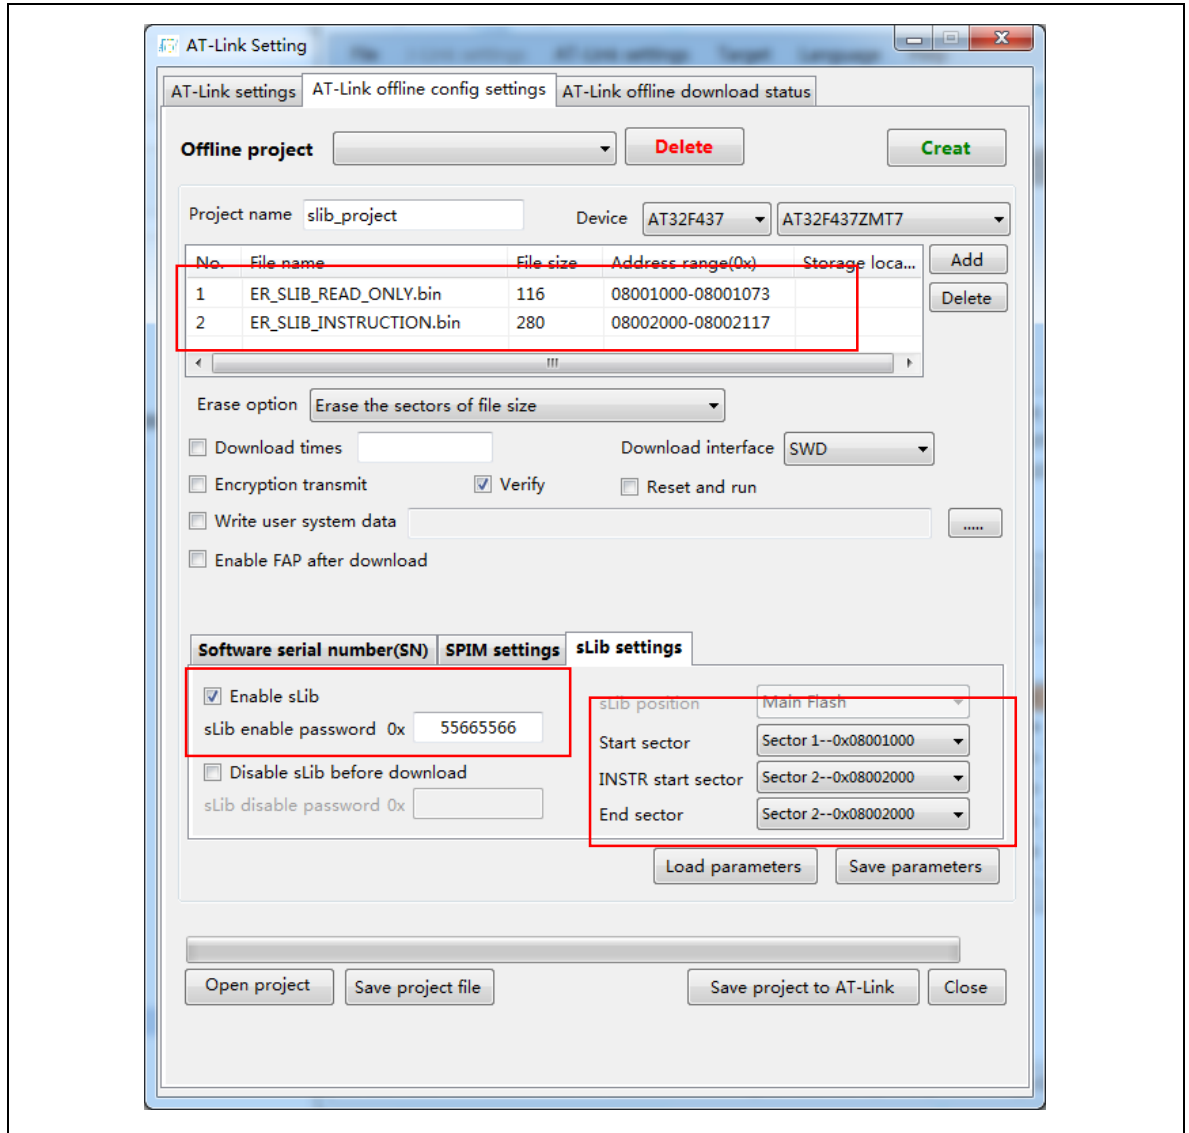 AT-Link Setting
AT-Link settings AT-Link offline config settings AT-Link offline download status
Offline project Delete Creat
Project name slib_project Device AT32F437 AT32F437ZMT7
No. File name File size Address range(0x) Storage loca... Add
1 ER_SLIB_READ_ONLY.bin 116 08001000-08001073
Delete
2 ER_SLIB_INSTRUCTION.bin 280 08002000-08002117
Erase option Erase the sectors of file size
Download times Download interface SWD
Encryption transmit Verify Reset and run
Write user system data .....
Enable FAP after download
Software serial number(SN) SPIM settings sLib settings
Enable sLib sLib position Main Flash
sLib enable password 0x 55665566
Start sector Sector 1--0x08001000
Disable sLib before download INSTR start sector Sector 2--0x08002000
sLib disable password 0x End sector Sector 2--0x08002000
Load parameters Save parameters
Open project Save project file Save project to AT-Link Close